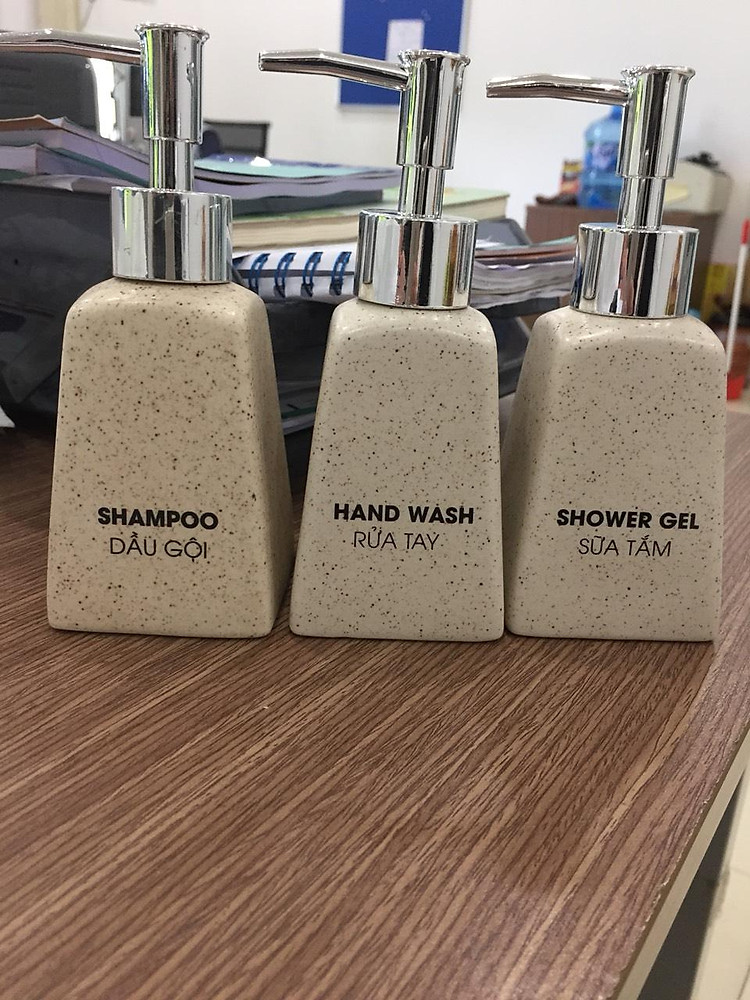 SHAMPOO
DẦU GỘI
HAND WASH
RỬA TAY
SHOWER GEL
SỮA TẮM